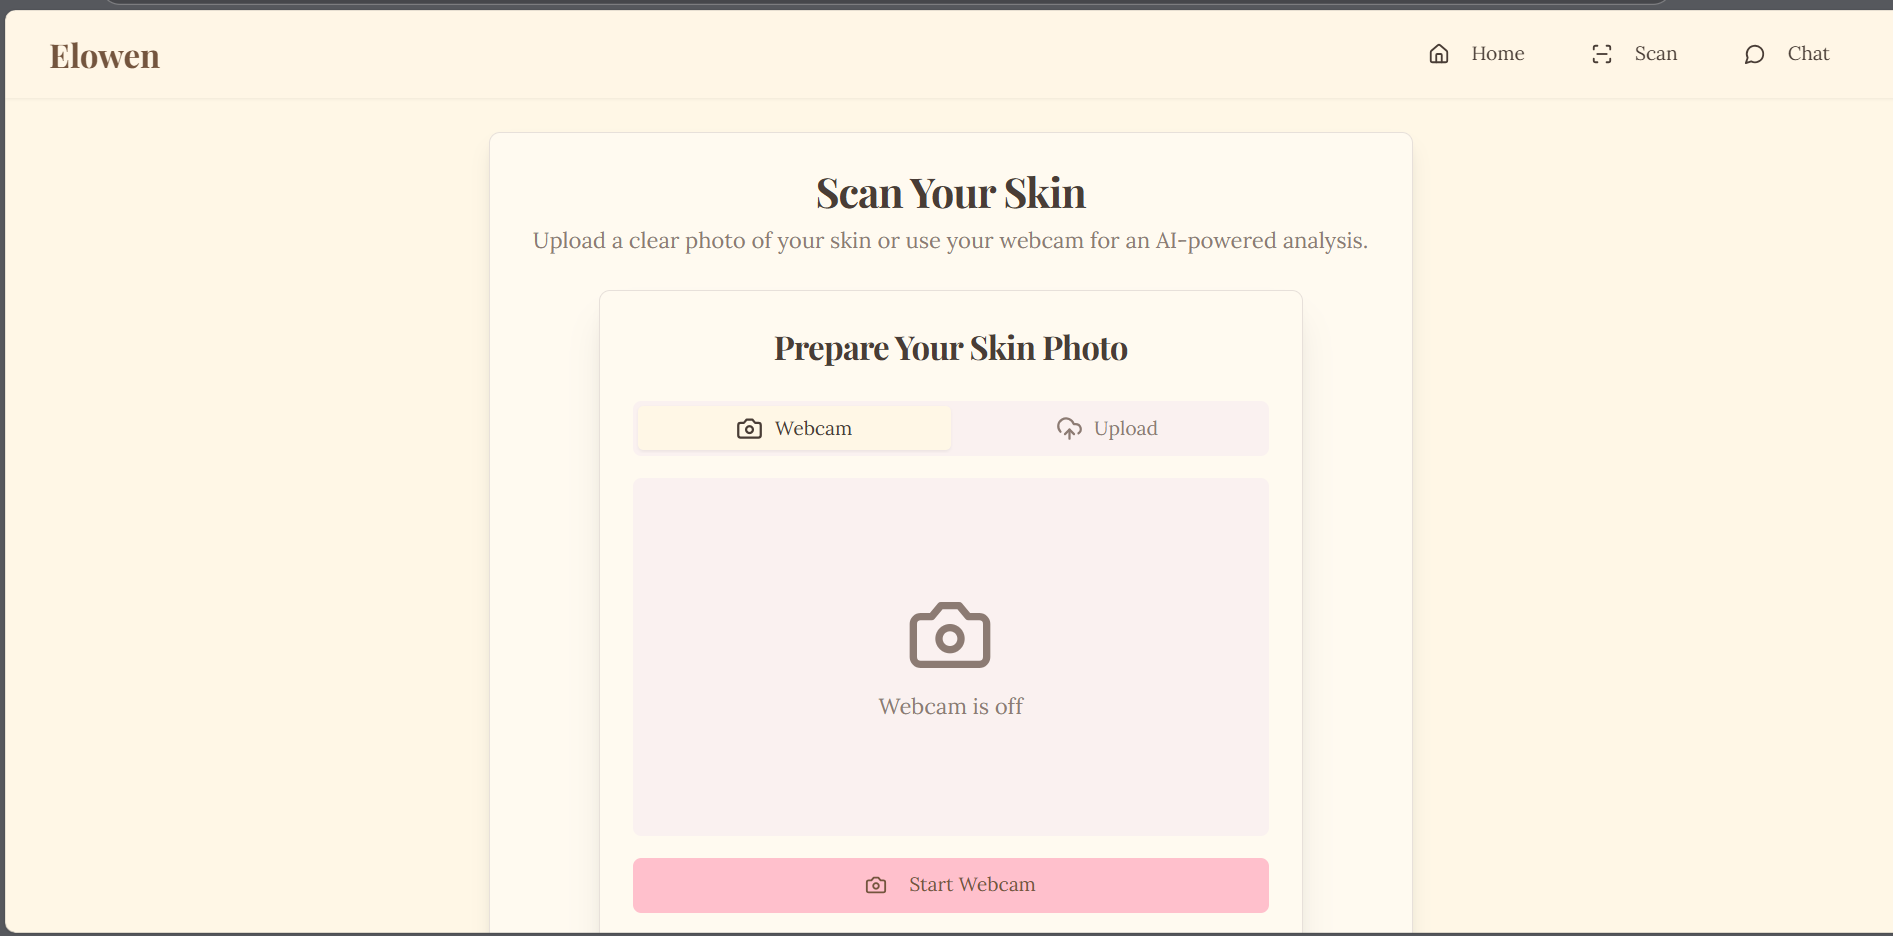 Elowen
Home
Scan
Chat
Scan Your Skin
Upload a clear photo of your skin or use your webcam for an AI-powered analysis.
Prepare Your Skin Photo
Webcam
Upload
Webcam is off
Start Webcam